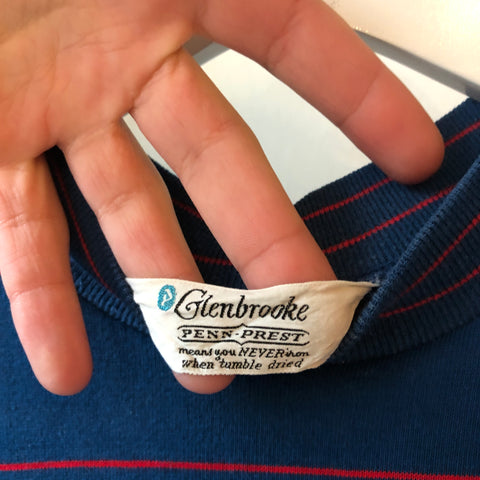 P Glenbrooke
PENN-PREST
means you NEVER iron
when tumble dried